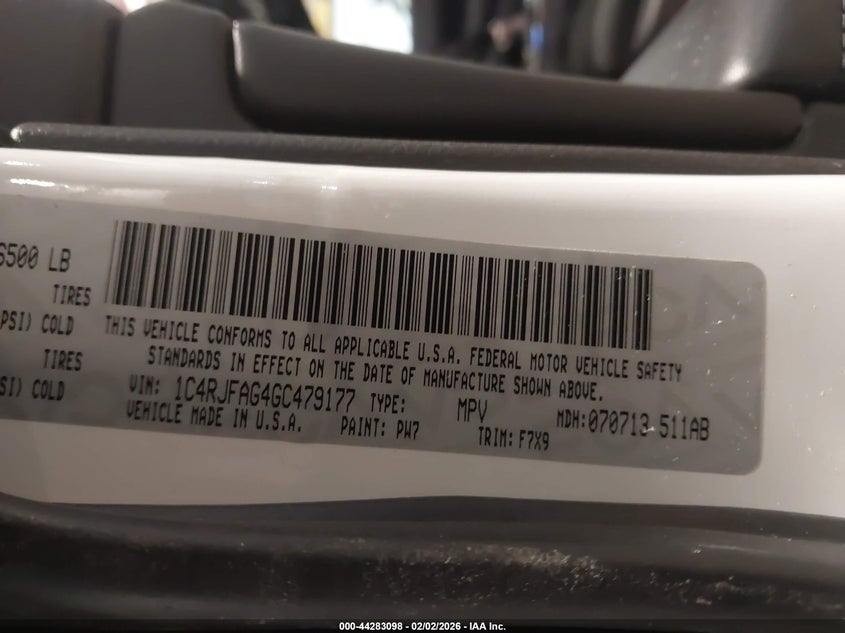 6500 LB
TIRES
PSI) COLD
TIRES
SI) COLD
THIS VEHICLE CONFORMS TO ALL APPLICABLE U.S.A. FEDERAL MOTOR VEHICLE SAFETY
STANDARDS IN EFFECT ON THE DATE OF MANUFACTURE SHOWN ABOVE.
VIN: 1C4RJFAG4GC479177 TYPE: MPV MDH:070713 511AB
VEHICLE MADE IN U.S.A. PAINT: PW7 TRIM: F7X9
000-44283098 - 02/02/2026 - IAA Inc.